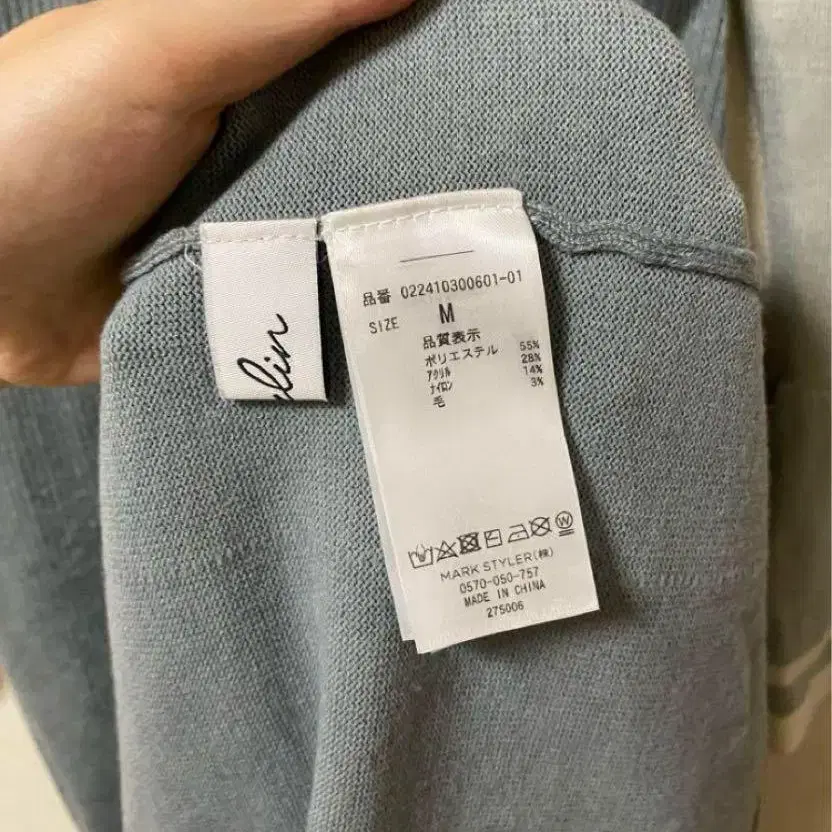 品番 022410300601-01
SIZE M
品質表示
ポリエステル 55%
アクリル 28%
ナイロン 14%
毛 3%
MARK STYLER(株)
0570-050-757
MADE IN CHINA
275006